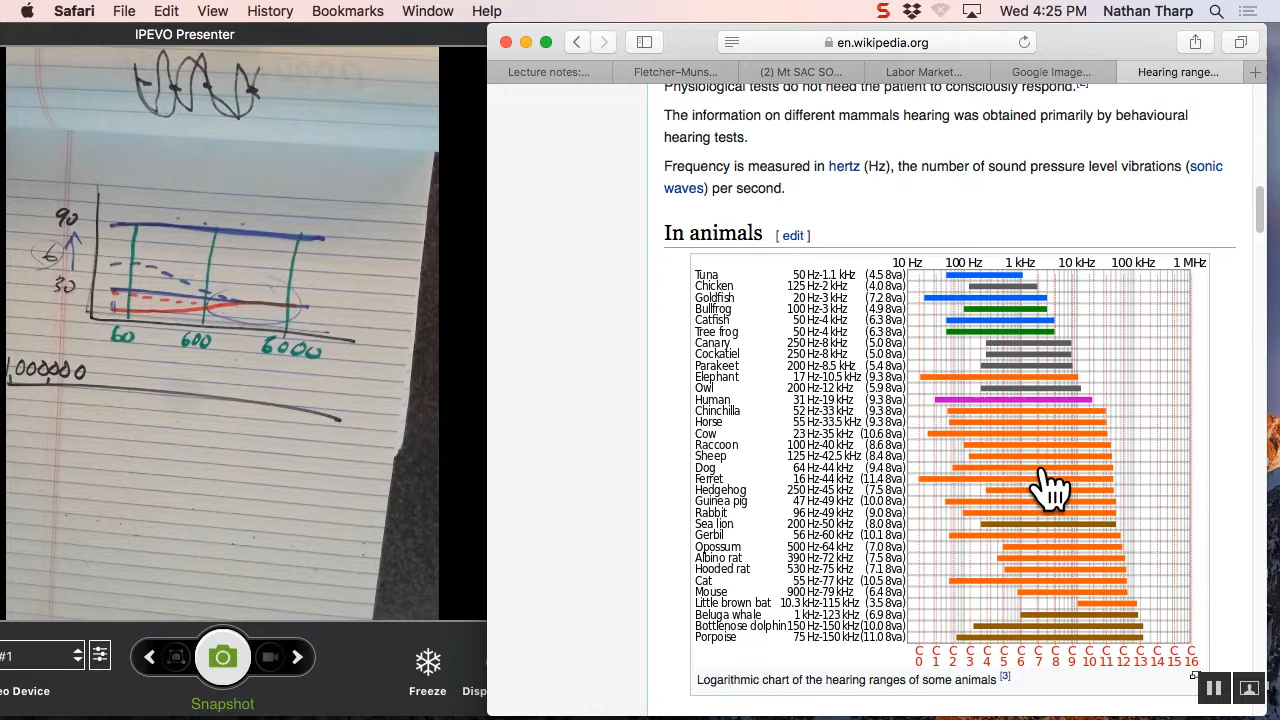 Safari File Edit View History Bookmarks Window Help
Wed 4:25 PM Nathan Tharp
IPEVO Presenter
90
6
30
60 600 6000
1000000
#1
eo Device
Snapshot
Freeze
Disp
en.wikipedia.org
Lecture notes:...
Fletcher–Muns...
(2) Mt SAC SO...
Labor Market...
Google Image...
Hearing range...
Physiological tests do not need the patient to consciously respond.
The information on different mammals hearing was obtained primarily by behavioural
hearing tests.
Frequency is measured in hertz (Hz), the number of sound pressure level vibrations (sonic
waves) per second.
In animals [ edit ]
10 Hz 100 Hz 1 kHz 10 kHz 100 kHz 1 MHz
Tuna 50 Hz-1.1 kHz (4.5 8va)
Chicken 125 Hz-2 kHz (4.0 8va)
Goldfish 20 Hz-3 kHz (7.2 8va)
Bullfrog 100 Hz-3 kHz (4.9 8va)
Catfish 50 Hz-4 kHz (6.3 8va)
Tree frog 50 Hz-4 kHz (6.3 8va)
Canary 250 Hz-8 kHz (5.0 8va)
Cockatiel 250 Hz-8 kHz (5.0 8va)
Parakeet 200 Hz-8.5 kHz (5.4 8va)
Elephant 17 Hz-10.5 kHz (9.3 8va)
Owl 200 Hz-12 kHz (5.9 8va)
Human 31 Hz-19 kHz (9.3 8va)
Chinchilla 52 Hz-33 kHz (9.3 8va)
Horse 55 Hz-33.5 kHz (9.3 8va)
Cow 23 Hz-35 kHz (10.6 8va)
Raccoon 100 Hz-40 kHz (8.6 8va)
Sheep 125 Hz-42.5 kHz (8.4 8va)
Dog 64 Hz-44 kHz (9.4 8va)
Ferret 16 Hz-44 kHz (11.4 8va)
Hedgehog 250 Hz-45 kHz (7.5 8va)
Guinea pig 49 Hz-49 kHz (10.0 8va)
Rabbit 96 Hz-49 kHz (9.0 8va)
Sea lion 200 Hz-50 kHz (8.0 8va)
Gerbil 56 Hz-60 kHz (10.1 8va)
Opossum 500 Hz-64 kHz (7.0 8va)
Albino rat 390 Hz-72 kHz (7.5 8va)
Hooded rat 530 Hz-75 kHz (7.1 8va)
Cat 55 Hz-77 kHz (10.5 8va)
Mouse 900 Hz-79 kHz (6.4 8va)
Little brown bat 10.3 kHz-115 kHz (3.5 8va)
Beluga whale 1 kHz-123 kHz (6.9 8va)
Bottlenose dolphin 150 Hz-150 kHz (10.0 8va)
Porpoise 75 Hz-150 kHz (11.0 8va)
C C C C C C C C C C C C C C C C C
0 1 2 3 4 5 6 7 8 9 10 11 12 13 14 15 16
Logarithmic chart of the hearing ranges of some animals [3]